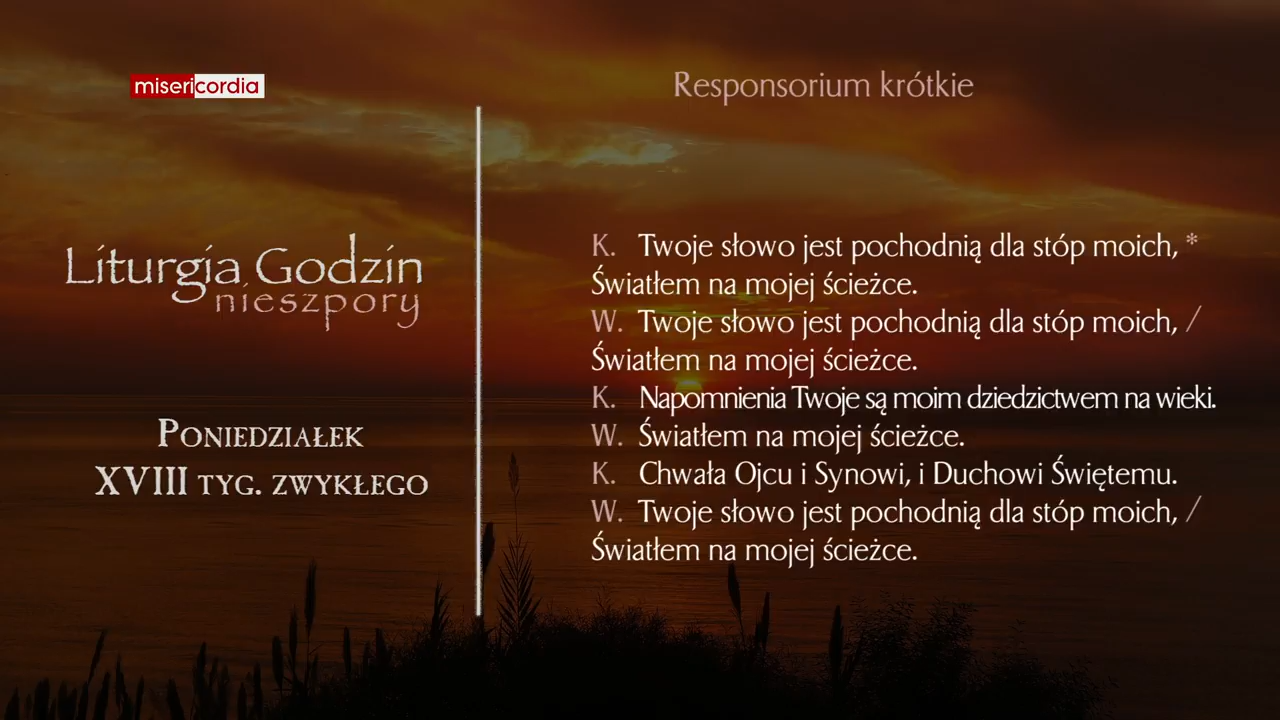 misericordia
Responsorium krótkie
Liturgia Godzin
nieszpory
Poniedziałek
XVIII tyg. zwykłego
K. Twoje słowo jest pochodnią dla stóp moich, *
Światłem na mojej ścieżce.
W. Twoje słowo jest pochodnią dla stóp moich, /
Światłem na mojej ścieżce.
K. Napomnienia Twoje są moim dziedzictwem na wieki.
W. Światłem na mojej ścieżce.
K. Chwała Ojcu i Synowi, i Duchowi Świętemu.
W. Twoje słowo jest pochodnią dla stóp moich, /
Światłem na mojej ścieżce.